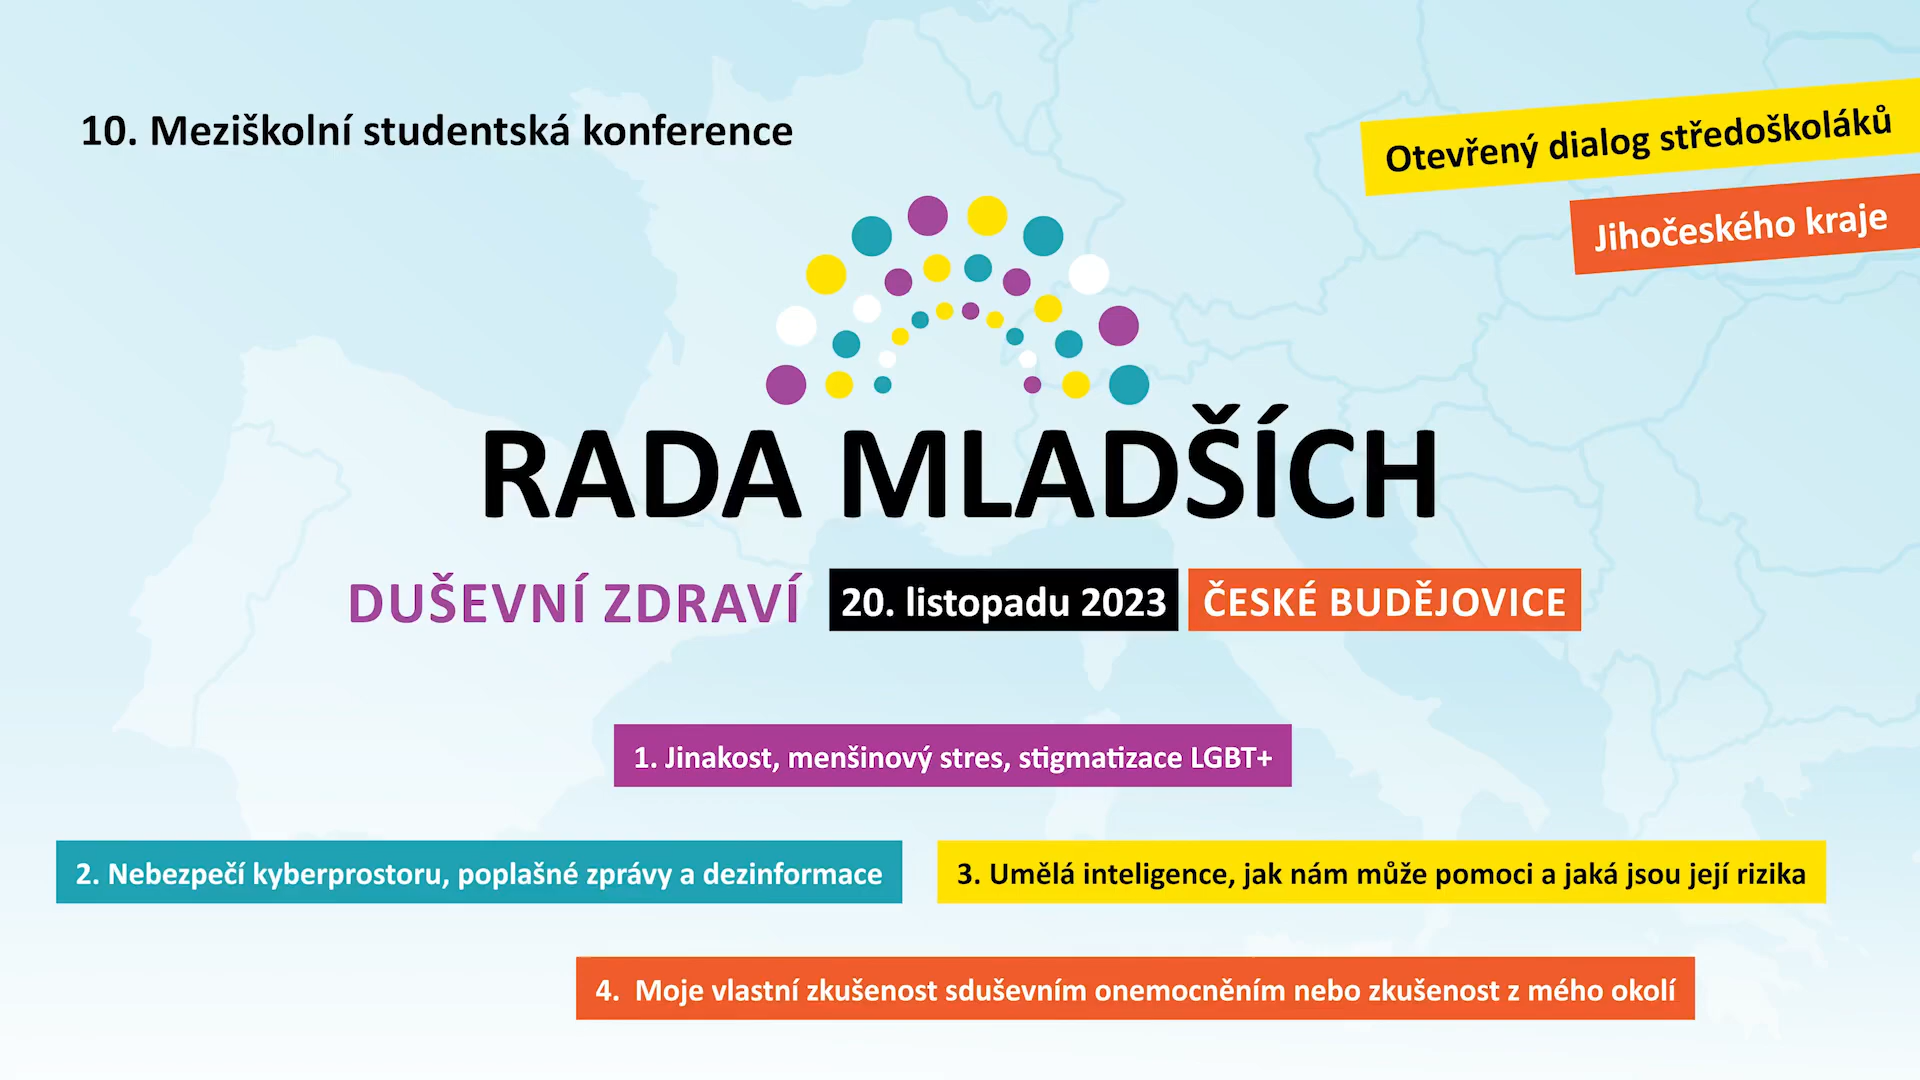 10. Meziškolní studentská konference
Otevřený dialog středoškoláků
Jihočeského kraje
RADA MLADŠÍCH
DUŠEVNÍ ZDRAVÍ 20. listopadu 2023 ČESKÉ BUDĚJOVICE
1. Jinakost, menšinový stres, stigmatizace LGBT+
2. Nebezpečí kyberprostoru, poplašné zprávy a dezinformace
3. Umělá inteligence, jak nám může pomoci a jaká jsou její rizika
4. Moje vlastní zkušenost sduševním onemocněním nebo zkušenost z mého okolí